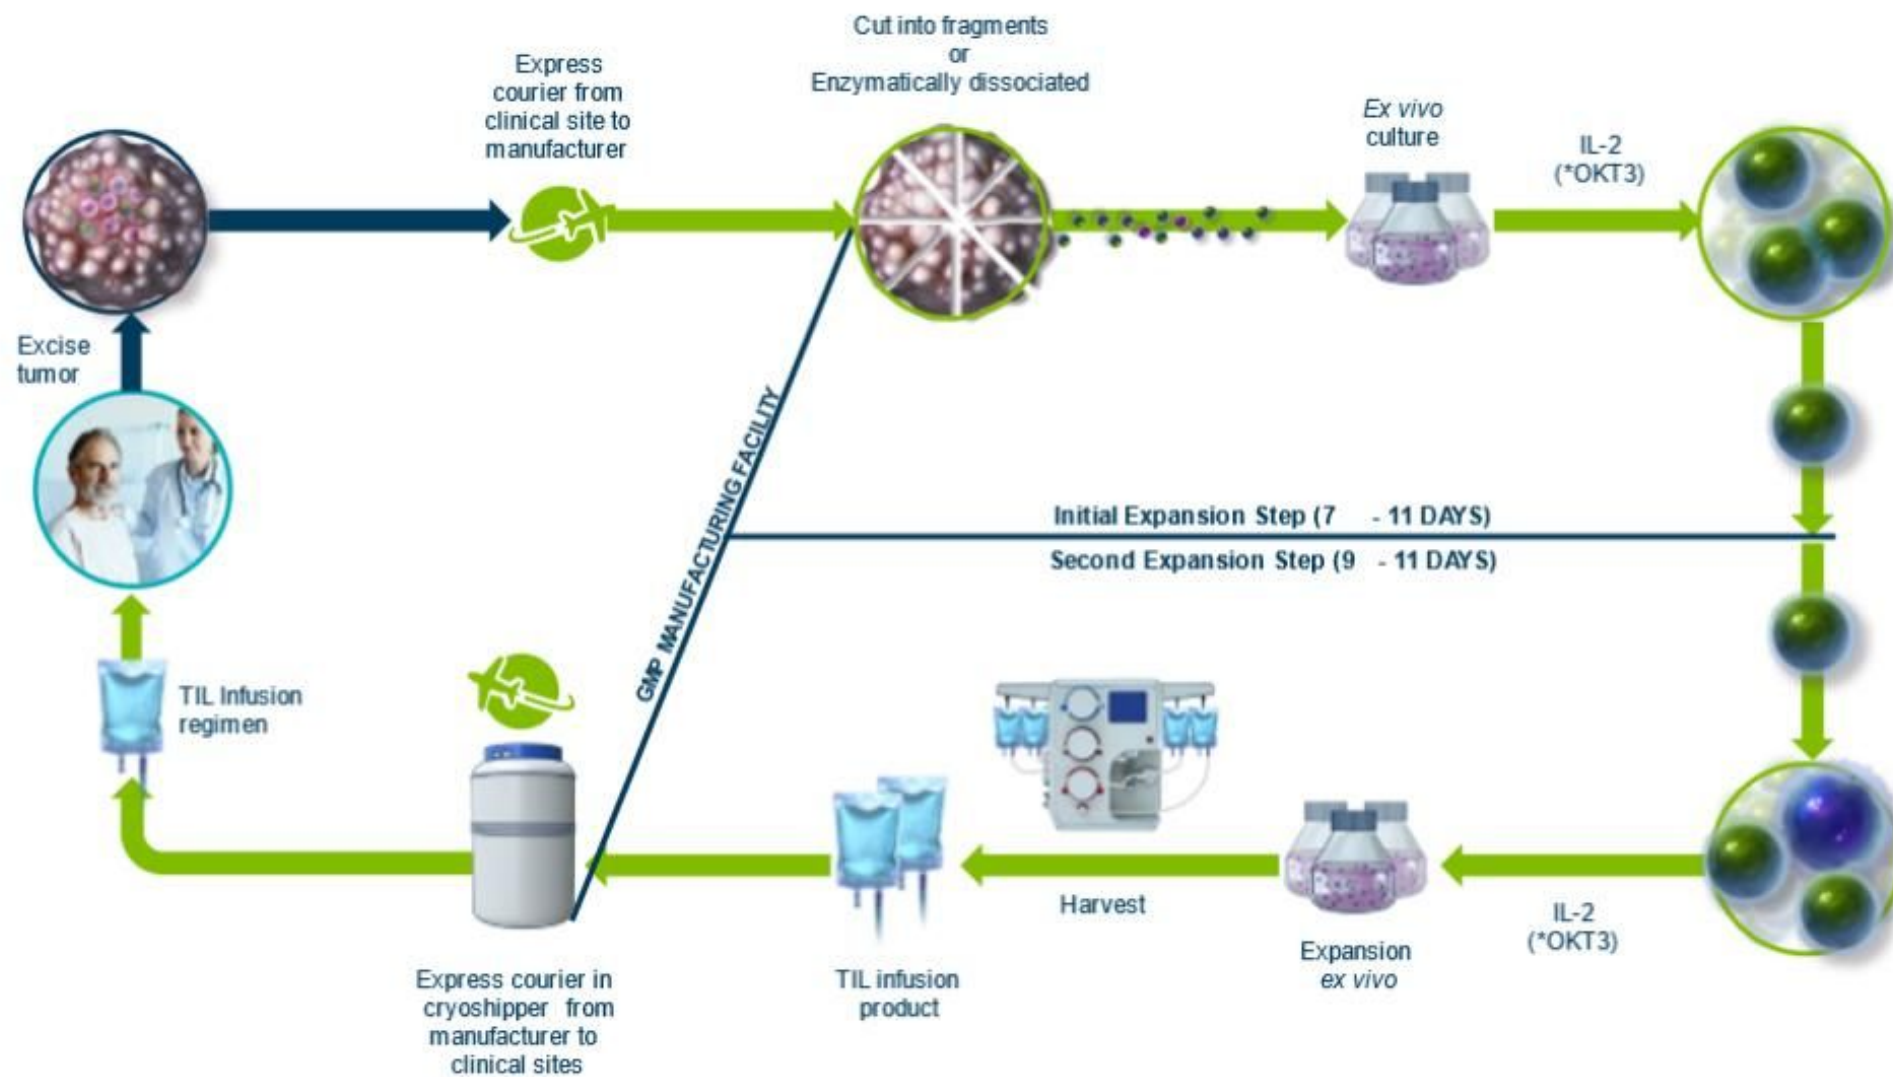 Cut into fragments
or
Enzymatically dissociated
Express
courier from
clinical site to
manufacturer
Ex vivo
culture
IL-2
(*OKT3)
Excise
tumor
GMP MANUFACTURING FACILITY
Initial Expansion Step (7 - 11 DAYS)
Second Expansion Step (9 - 11 DAYS)
TIL Infusion
regimen
Harvest
IL-2
(*OKT3)
Expansion
ex vivo
TIL infusion
product
Express courier in
cryoshipper from
manufacturer to
clinical sites